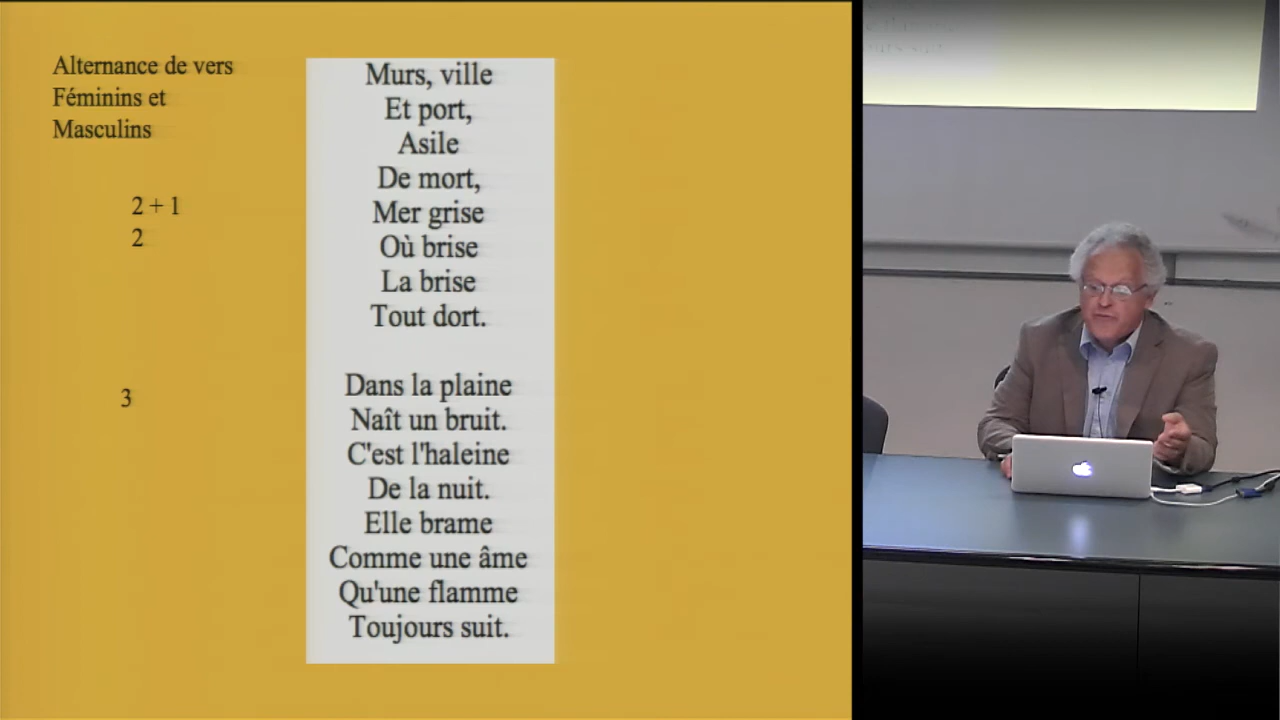 Alternance de vers
Féminins et
Masculins
2 + 1
2
3
Murs, ville
Et port,
Asile
De mort,
Mer grise
Où brise
La brise
Tout dort.
Dans la plaine
Naît un bruit.
C'est l'haleine
De la nuit.
Elle brame
Comme une âme
Qu'une flamme
Toujours suit.